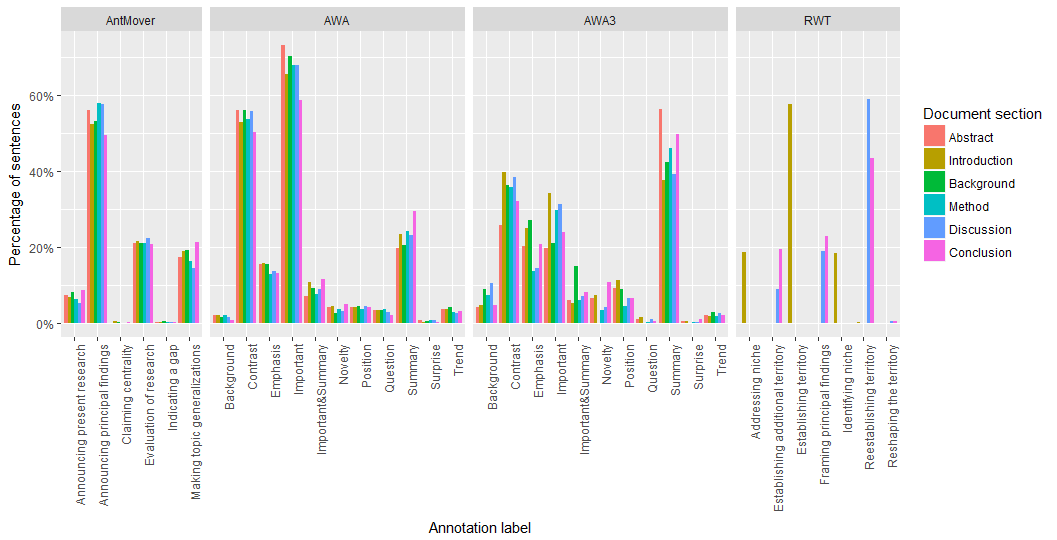 AntMover AWA AWA3 RWT
Percentage of sentences
60%
40%
20%
0%
Document section
Abstract
Introduction
Background
Method
Discussion
Conclusion
Announcing present research
Announcing principal findings
Claiming centrality
Evaluation of research
Indicating a gap
Making topic generalizations
Background
Contrast
Emphasis
Important
Important&Summary
Novelty
Position
Question
Summary
Surprise
Trend
Background
Contrast
Emphasis
Important
Important&Summary
Novelty
Position
Question
Summary
Surprise
Trend
Addressing niche
Establishing additional territory
Establishing territory
Framing principal findings
Identifying niche
Reestablishing territory
Reshaping the territory
Annotation label